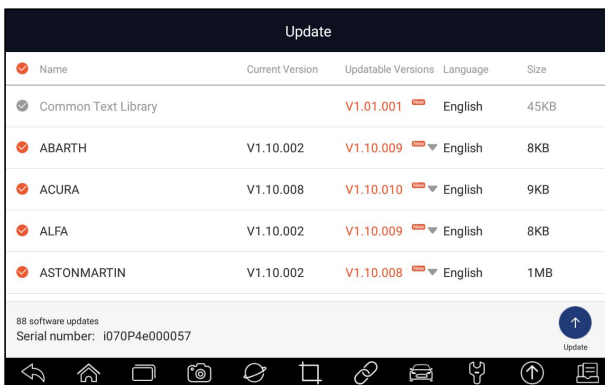 Update
Name Current Version Updatable Versions Language Size
Common Text Library V1.01.001 New English 45KB
ABARTH V1.10.002 V1.10.009 New English 8KB
ACURA V1.10.008 V1.10.010 New English 9KB
ALFA V1.10.002 V1.10.009 New English 8KB
ASTONMARTIN V1.10.002 V1.10.008 New English 1MB
88 software updates
Serial number: i070P4e000057
Update